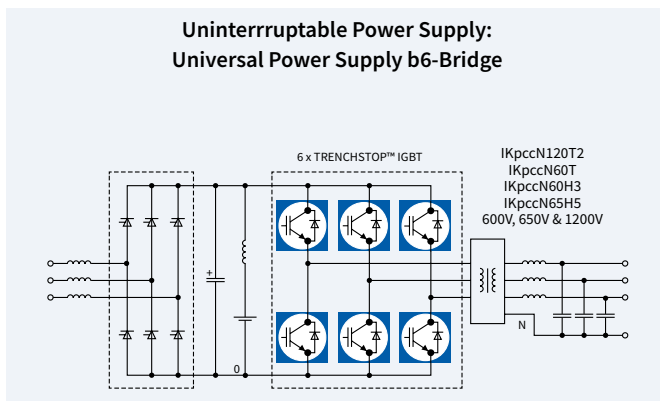 Uninterrruptable Power Supply:
Universal Power Supply b6-Bridge
6 x TRENCHSTOP™ IGBT
IKpccN120T2
IKpccN60T
IKpccN60H3
IKpccN65H5
600V, 650V & 1200V
+
N
0